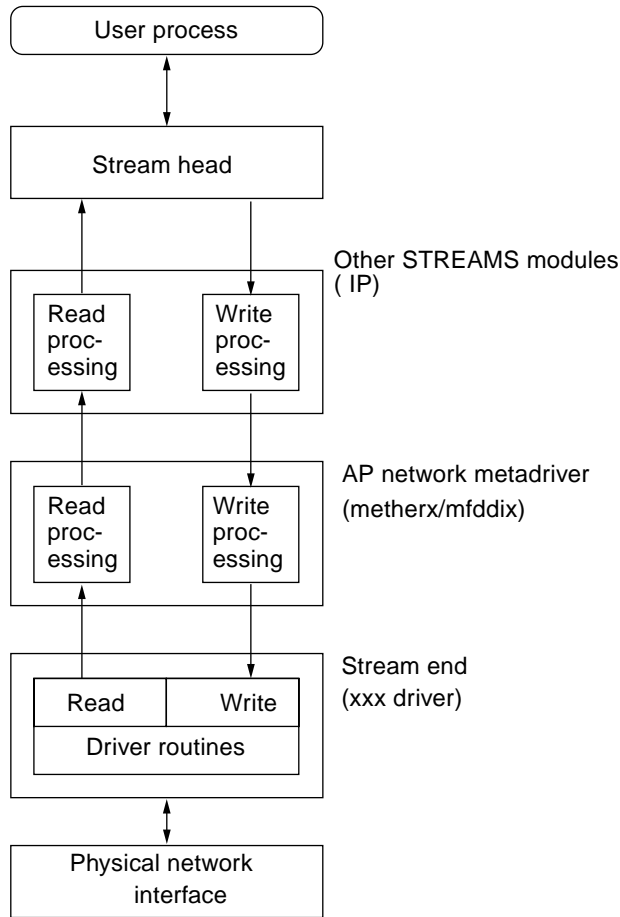 User process
Stream head
Other STREAMS modules
( IP)
Read
proc-
essing
Write
proc-
essing
AP network metadriver
(metherx/mfddix)
Read
proc-
essing
Write
proc-
essing
Stream end
(xxx driver)
Read
Write
Driver routines
Physical network
interface